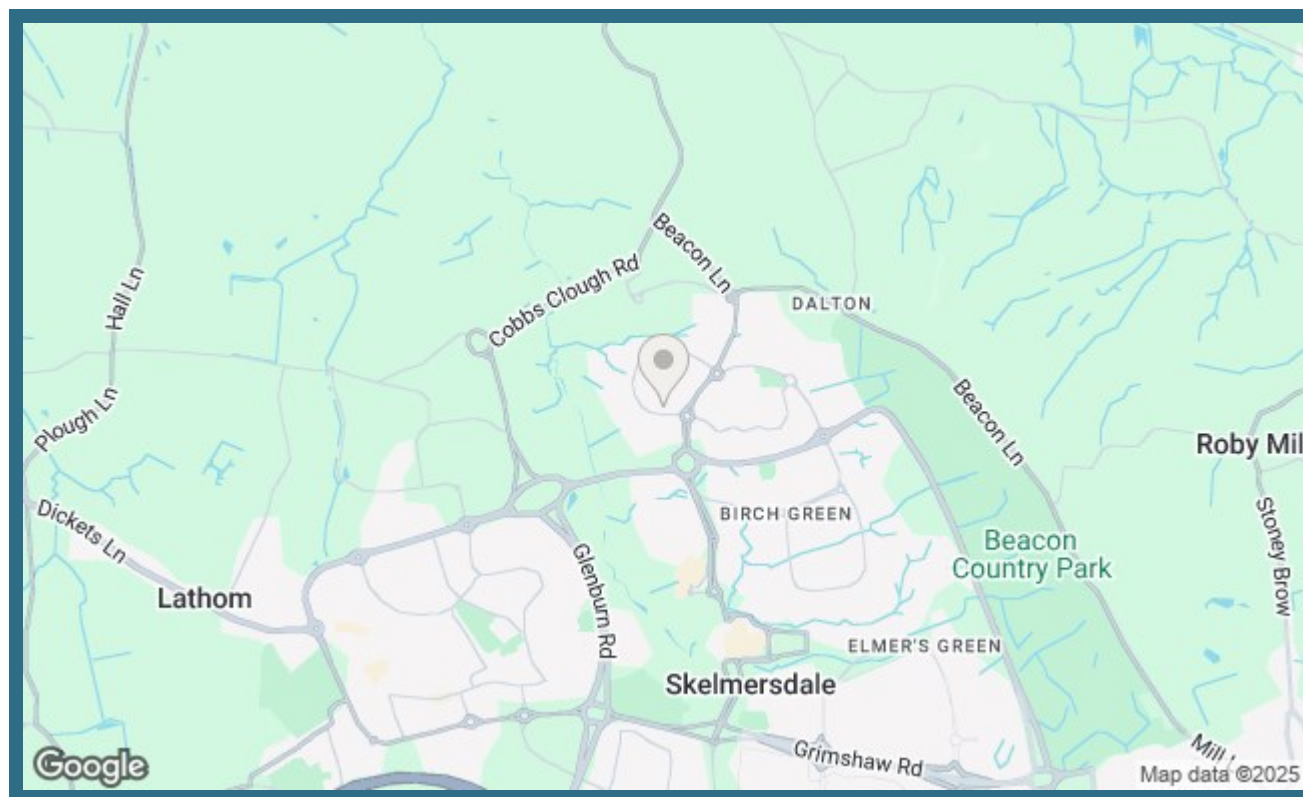 Beacon Ln
Cobbs Clough Rd
Hall Ln
DALTON
Plough Ln
Beacon Ln
Roby Mil
Dickets Ln
BIRCH GREEN
Stoney Brow
Beacon
Country Park
Glenburn Rd
Lathom
ELMER'S GREEN
Skelmersdale
Grimshaw Rd
Mill
Google
Map data ©2025